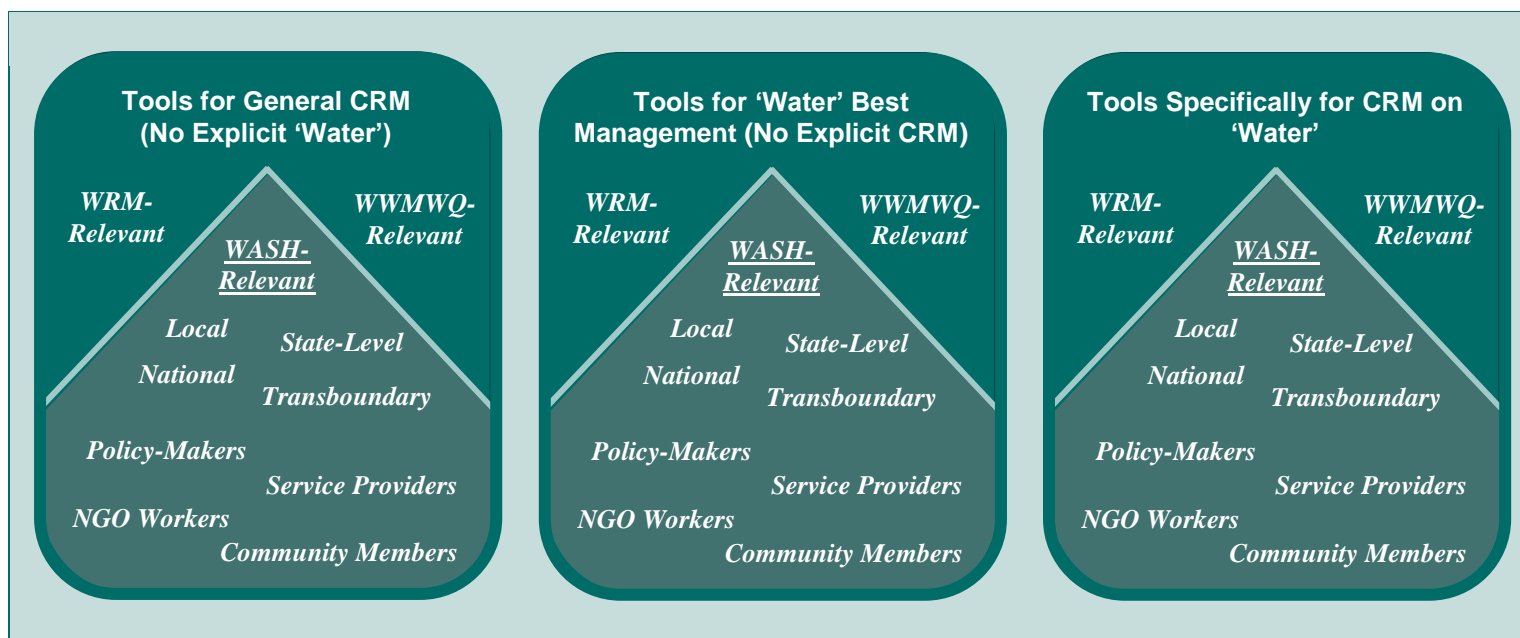 Tools for General CRM
(No Explicit ‘Water’)
WRM-
Relevant
WWMWQ-
Relevant
WASH-
Relevant
Local
State-Level
National
Transboundary
Policy-Makers
Service Providers
NGO Workers
Community Members
Tools for ‘Water’ Best
Management (No Explicit CRM)
WRM-
Relevant
WWMWQ-
Relevant
WASH-
Relevant
Local
State-Level
National
Transboundary
Policy-Makers
Service Providers
NGO Workers
Community Members
Tools Specifically for CRM on
‘Water’
WRM-
Relevant
WWMWQ-
Relevant
WASH-
Relevant
Local
State-Level
National
Transboundary
Policy-Makers
Service Providers
NGO Workers
Community Members